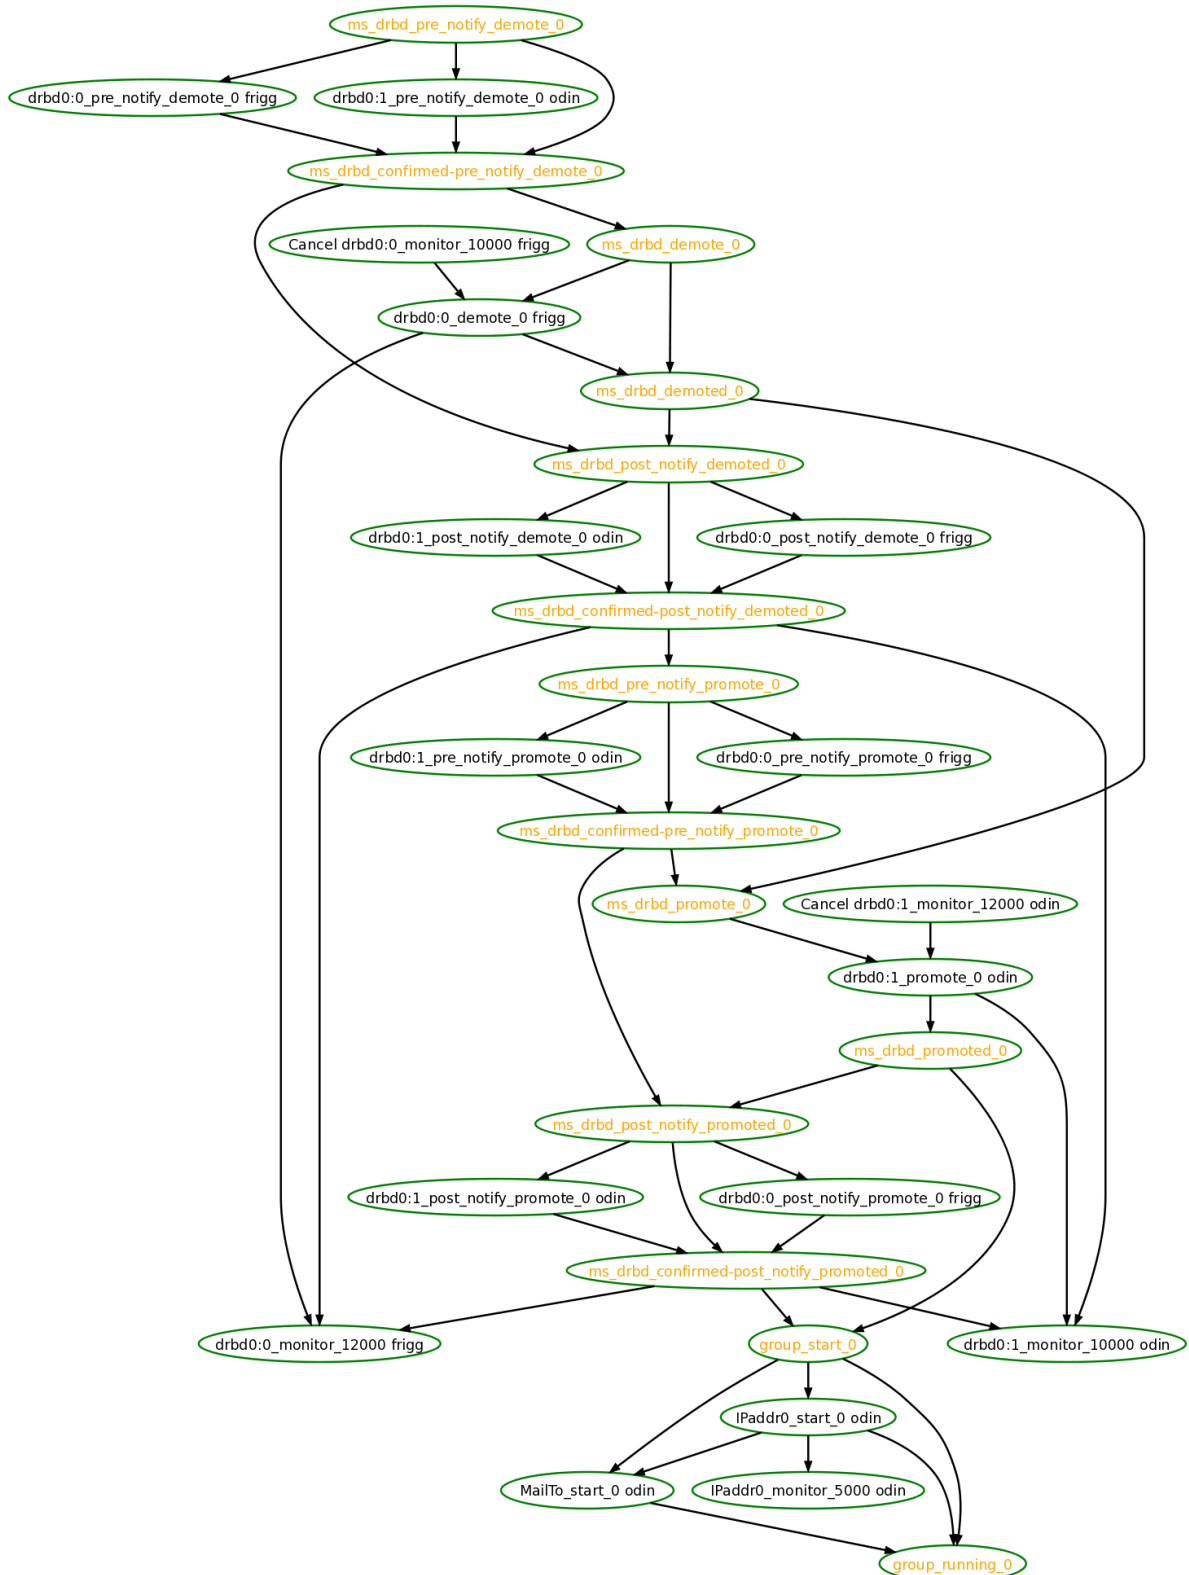 ms_drbd_pre_notify_demote_0
drbd0:0_pre_notify_demote_0 frigg
drbd0:1_pre_notify_demote_0 odin
ms_drbd_confirmed-pre_notify_demote_0
Cancel drbd0:0_monitor_10000 frigg
ms_drbd_demote_0
drbd0:0_demote_0 frigg
ms_drbd_demoted_0
ms_drbd_post_notify_demoted_0
drbd0:1_post_notify_demote_0 odin
drbd0:0_post_notify_demote_0 frigg
ms_drbd_confirmed-post_notify_demoted_0
ms_drbd_pre_notify_promote_0
drbd0:1_pre_notify_promote_0 odin
drbd0:0_pre_notify_promote_0 frigg
ms_drbd_confirmed-pre_notify_promote_0
ms_drbd_promote_0
Cancel drbd0:1_monitor_12000 odin
drbd0:1_promote_0 odin
ms_drbd_promoted_0
ms_drbd_post_notify_promoted_0
drbd0:1_post_notify_promote_0 odin
drbd0:0_post_notify_promote_0 frigg
ms_drbd_confirmed-post_notify_promoted_0
drbd0:0_monitor_12000 frigg
group_start_0
drbd0:1_monitor_10000 odin
IPaddr0_start_0 odin
MailTo_start_0 odin
IPaddr0_monitor_5000 odin
group_running_0